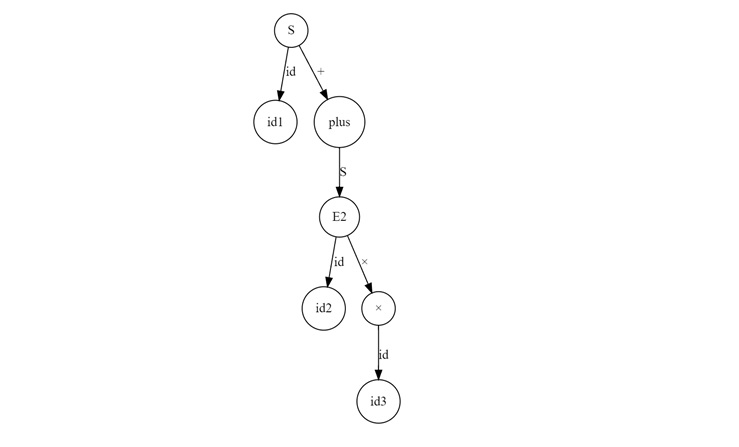 S
id +
id1 plus
S
E2
id ×
id2 ×
id
id3